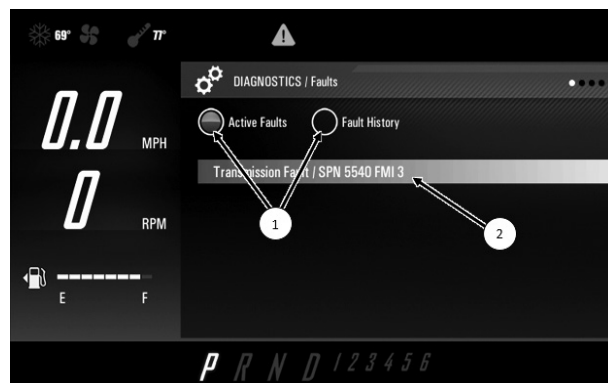 69° 77°
DIAGNOSTICS / Faults
Active Faults Fault History
0.0 MPH
Transmission Fault / SPN 5540 FMI 3
1
2
0 RPM
E F
P R N D 1 2 3 4 5 6